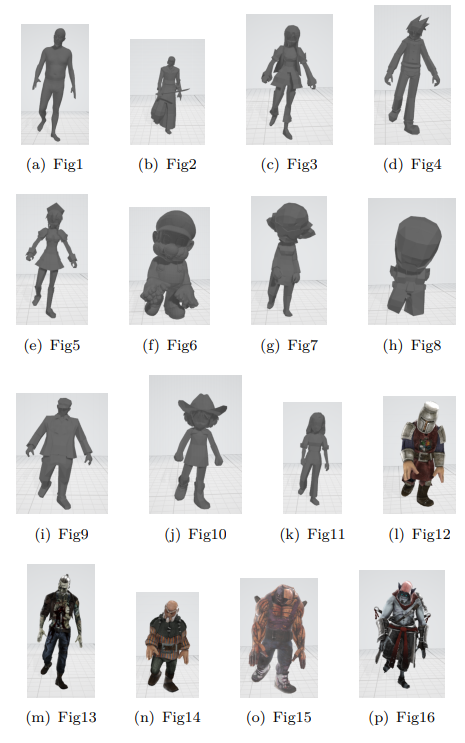 (a) Fig1 (b) Fig2 (c) Fig3 (d) Fig4
(e) Fig5 (f) Fig6 (g) Fig7 (h) Fig8
(i) Fig9 (j) Fig10 (k) Fig11 (l) Fig12
(m) Fig13 (n) Fig14 (o) Fig15 (p) Fig16